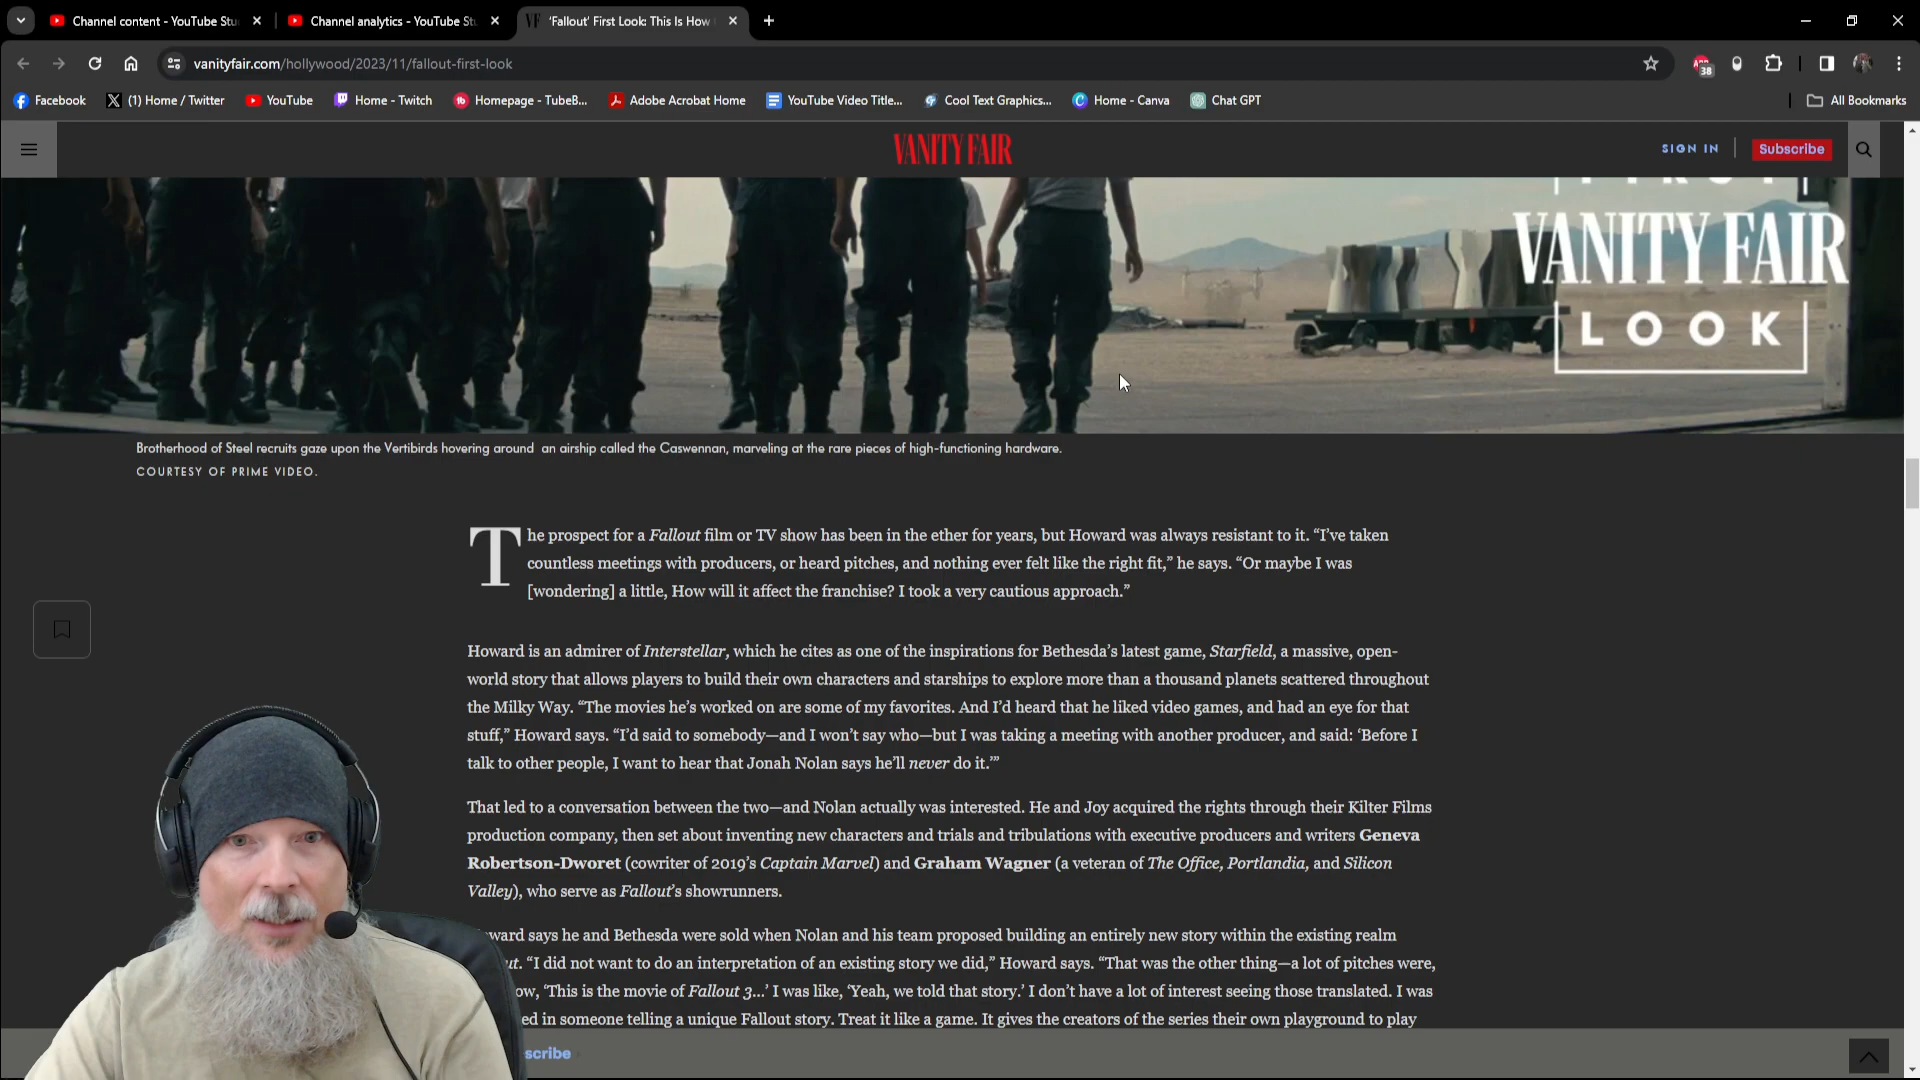 Channel content - YouTube Stu
Channel analytics - YouTube St
VF 'Fallout' First Look: This Is How
vanityfair.com/hollywood/2023/11/fallout-first-look
38
Facebook
(1) Home / Twitter
YouTube
Home - Twitch
Homepage - TubeB...
Adobe Acrobat Home
YouTube Video Title...
Cool Text Graphics...
Home - Canva
Chat GPT
All Bookmarks
VANITY FAIR
SIGN IN
Subscribe
VANITY FAIR
LOOK
Brotherhood of Steel recruits gaze upon the Vertibirds hovering around an airship called the Caswennan, marveling at the rare pieces of high-functioning hardware.
COURTESY OF PRIME VIDEO.
The prospect for a Fallout film or TV show has been in the ether for years, but Howard was always resistant to it. “I’ve taken
countless meetings with producers, or heard pitches, and nothing ever felt like the right fit,” he says. “Or maybe I was
[wondering] a little, How will it affect the franchise? I took a very cautious approach.”
Howard is an admirer of Interstellar, which he cites as one of the inspirations for Bethesda’s latest game, Starfield, a massive, open-
world story that allows players to build their own characters and starships to explore more than a thousand planets scattered throughout
the Milky Way. “The movies he’s worked on are some of my favorites. And I’d heard that he liked video games, and had an eye for that
stuff,” Howard says. “I’d said to somebody—and I won’t say who—but I was taking a meeting with another producer, and said: ‘Before I
talk to other people, I want to hear that Jonah Nolan says he’ll never do it.’”
That led to a conversation between the two—and Nolan actually was interested. He and Joy acquired the rights through their Kilter Films
production company, then set about inventing new characters and trials and tribulations with executive producers and writers Geneva
Robertson-Dworet (cowriter of 2019’s Captain Marvel) and Graham Wagner (a veteran of The Office, Portlandia, and Silicon
Valley), who serve as Fallout’s showrunners.
ward says he and Bethesda were sold when Nolan and his team proposed building an entirely new story within the existing realm
ut. “I did not want to do an interpretation of an existing story we did,” Howard says. “That was the other thing—a lot of pitches were,
ow, ‘This is the movie of Fallout 3...’ I was like, ‘Yeah, we told that story.’ I don’t have a lot of interest seeing those translated. I was
ed in someone telling a unique Fallout story. Treat it like a game. It gives the creators of the series their own playground to play
scribe